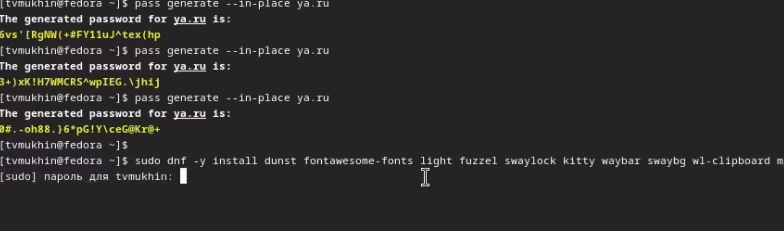 [tvmukhin@fedora ~]$ pass generate --in-place ya.ru
The generated password for ya.ru is:
6vs'[RgNW(+#FY11uJ^tex(hp
[tvmukhin@fedora ~]$ pass generate --in-place ya.ru
The generated password for ya.ru is:
3+)xK!H7WMCRS^wpIEG.\jhij
[tvmukhin@fedora ~]$ pass generate --in-place ya.ru
The generated password for ya.ru is:
0#.-oh88.}6*pG!Y\ceG@Kr@+
[tvmukhin@fedora ~]$
[tvmukhin@fedora ~]$ sudo dnf -y install dunst fontawesome-fonts light fuzzel swaylock kitty waybar swaybg wl-clipboard m
[sudo] пароль для tvmukhin: